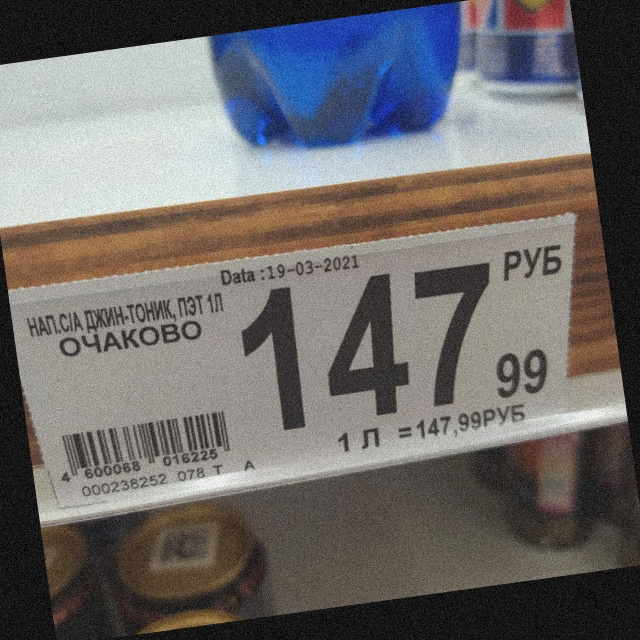 Data :19-03-2021
НАП.С/А ДЖИН-ТОНИК, ПЭТ 1Л
ОЧАКОВО
147 99 РУБ
1 Л =147,99РУБ
4 600068 016225
000238252 078 Т А